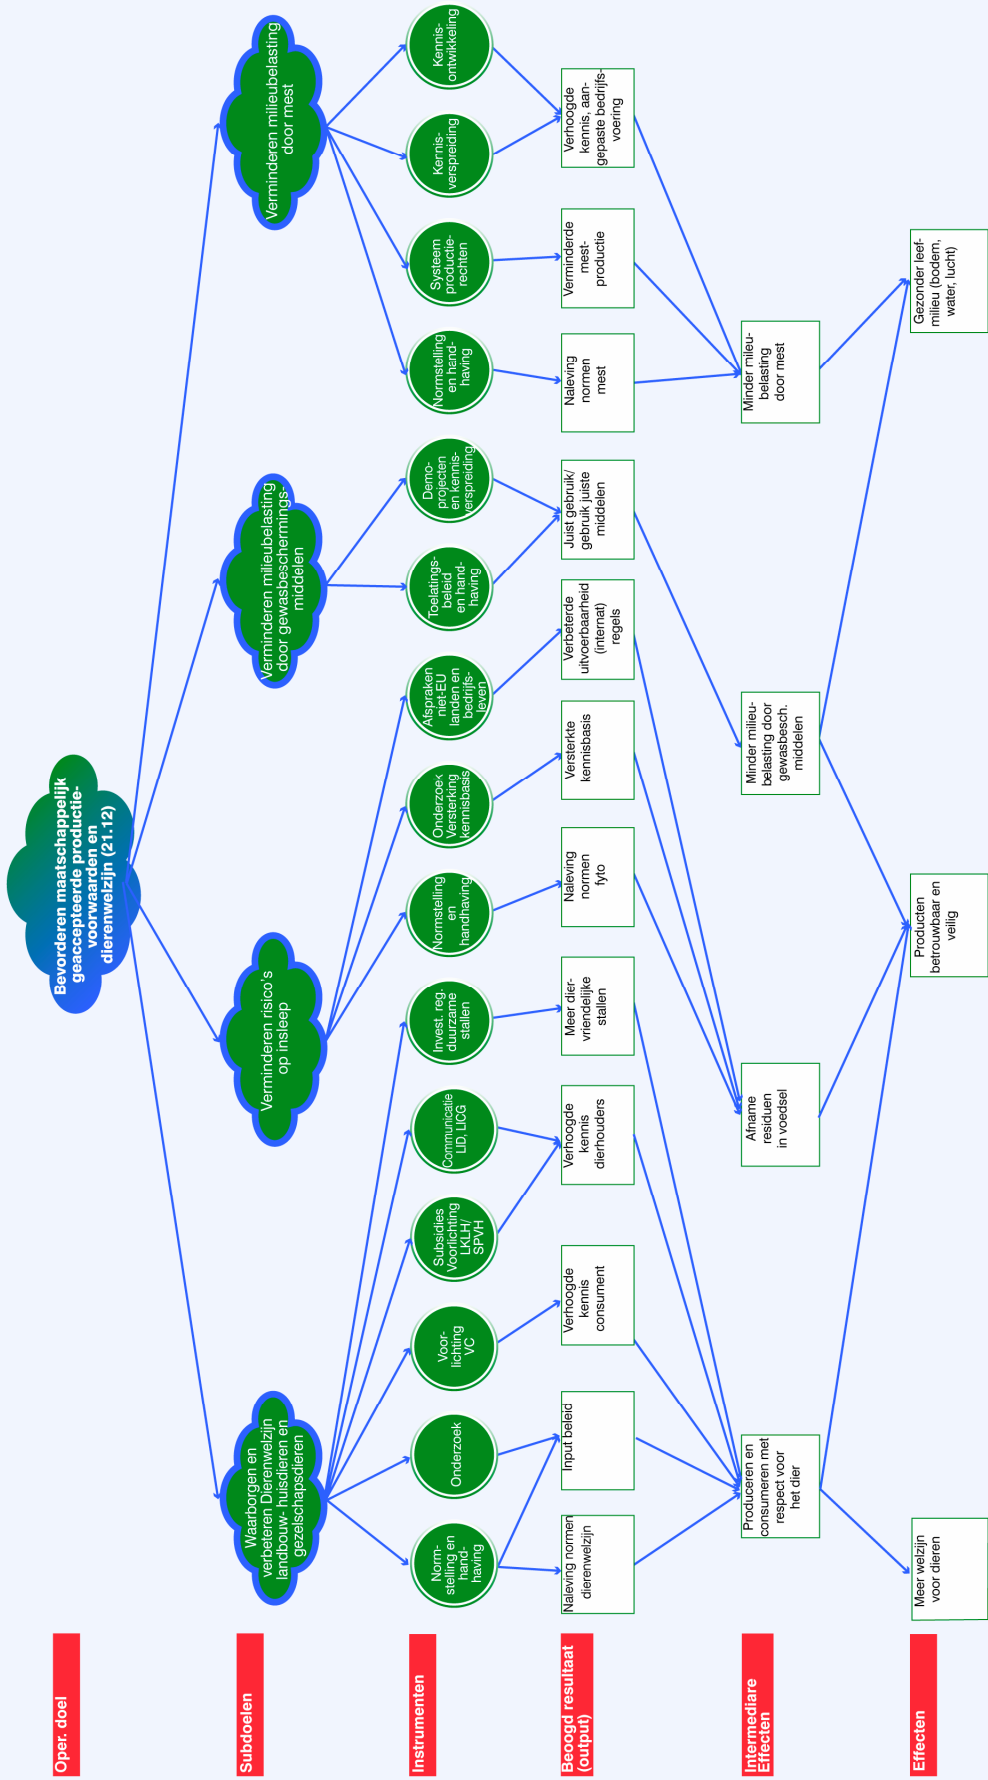 Oper. doel
Bevorderen maatschappelijk
geaccepteerde productie-
voorwaarden en
dierenwelzijn (21.12)
Subdoelen
Waarborgen en
verbeteren Dierenwelzijn
landbouw- huisdieren en
gezelschapsdieren
Verminderen risico's
op insleep
Verminderen milieubelasting
door gewasbeschermings-
middelen
Verminderen milieubelasting
door mest
Instrumenten
Norm-
stelling en
hand-
having
Onderzoek
Voor-
lichting
VC
Subsidies
Voorlichting
LKLH/
SPVH
Communicatie
LID, LICG
Invest. reg.
duurzame
stallen
Normstelling
en
handhaving
Onderzoek
Versterking
kennisbasis
Afspraken
niet-EU
landen en
bedrijfs-
leven
Toelatings-
beleid
en hand-
having
Demo-
projecten
en kennis-
verspreiding
Normstelling
en hand-
having
Systeem
productie-
rechten
Kennis-
verspreiding
Kennis-
ontwikkeling
Beoogd resultaat
(output)
Naleving normen
dierenwelzijn
Input beleid
Verhoogde
kennis
consument
Verhoogde
kennis
dierhouders
Meer dier-
vriendelijke
stallen
Naleving
normen
fyto
Versterkte
kennisbasis
Verbeterde
uitvoerbaarheid
(internat)
regels
Juist gebruik/
gebruik juiste
middelen
Naleving
normen
mest
Verminderde
mest-
productie
Verhoogde
kennis, aan-
gepaste bedrijfs-
voering
Intermediare
Effecten
Produceren en
consumeren met
respect voor
het dier
Afname
residuen
in voedsel
Minder milieu-
belasting door
gewasbesch.
middelen
Minder milieu-
belasting
door mest
Effecten
Meer welzijn
voor dieren
Producten
betrouwbaar en
veilig
Gezonder leef-
milieu (bodem,
water, lucht)